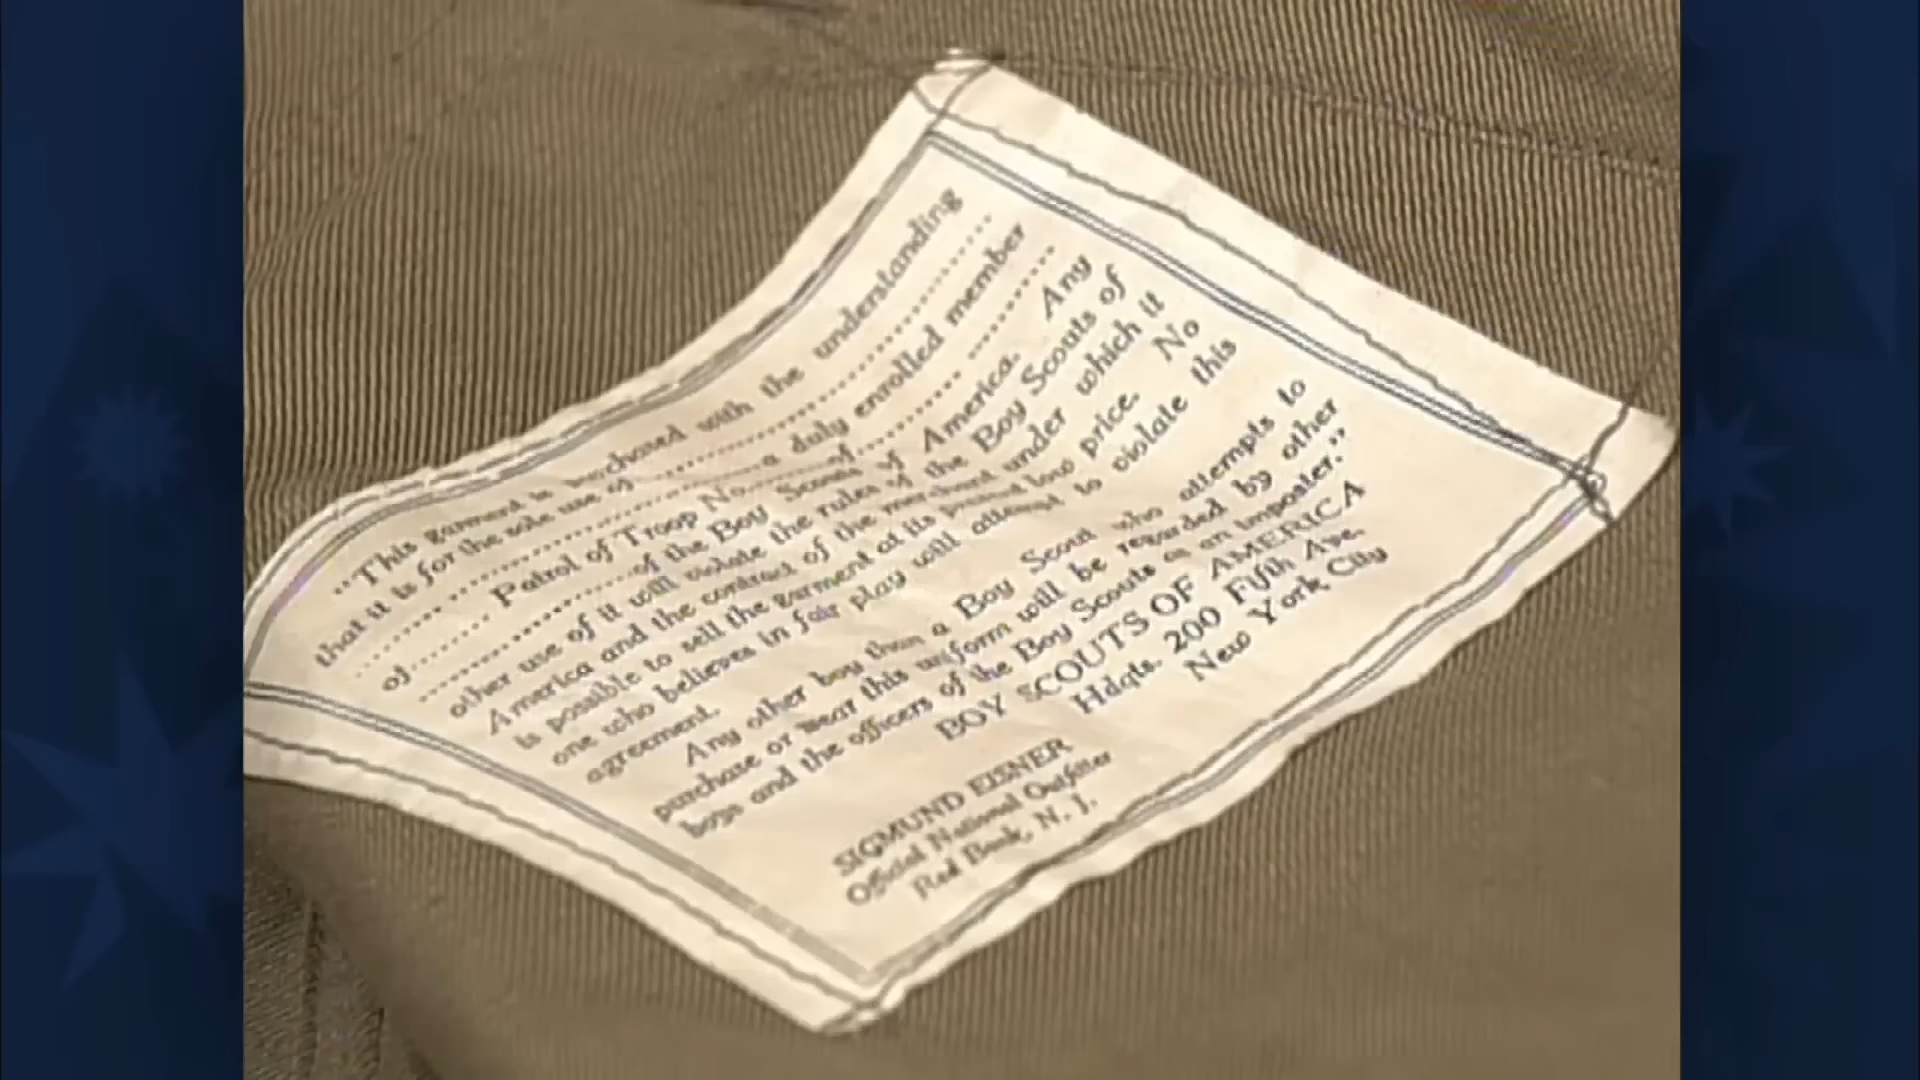 "This garment is purchased with the understanding
that it is for the sole use of ....................
.................... a duly enrolled member
of........ Patrol of Troop No.........of............
....................of the Boy Scouts of America. Any
other use of it will violate the rules of the Boy Scouts of
America and the contract of the merchant under which it
is possible to sell the garment at its present low price. No
one who believes in fair play will attempt to violate this
agreement.
Any other boy than a Boy Scout who attempts to
purchase or wear this uniform will be regarded by other
boys and the officers of the Boy Scouts as an imposter."
BOY SCOUTS OF AMERICA
Hdqts. 200 Fifth Ave.
New York City
SIGMUND EISNER
Official National Outfitter
Red Bank, N. J.